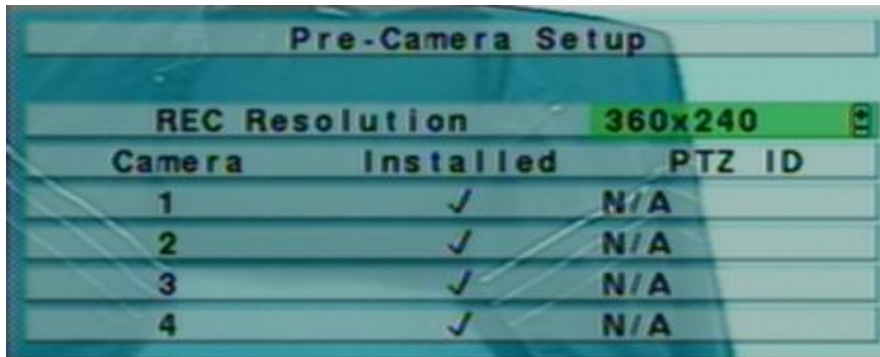 Pre-Camera Setup
REC Resolution 360x240
Camera Installed PTZ ID
1 ✓ N/A
2 ✓ N/A
3 ✓ N/A
4 ✓ N/A